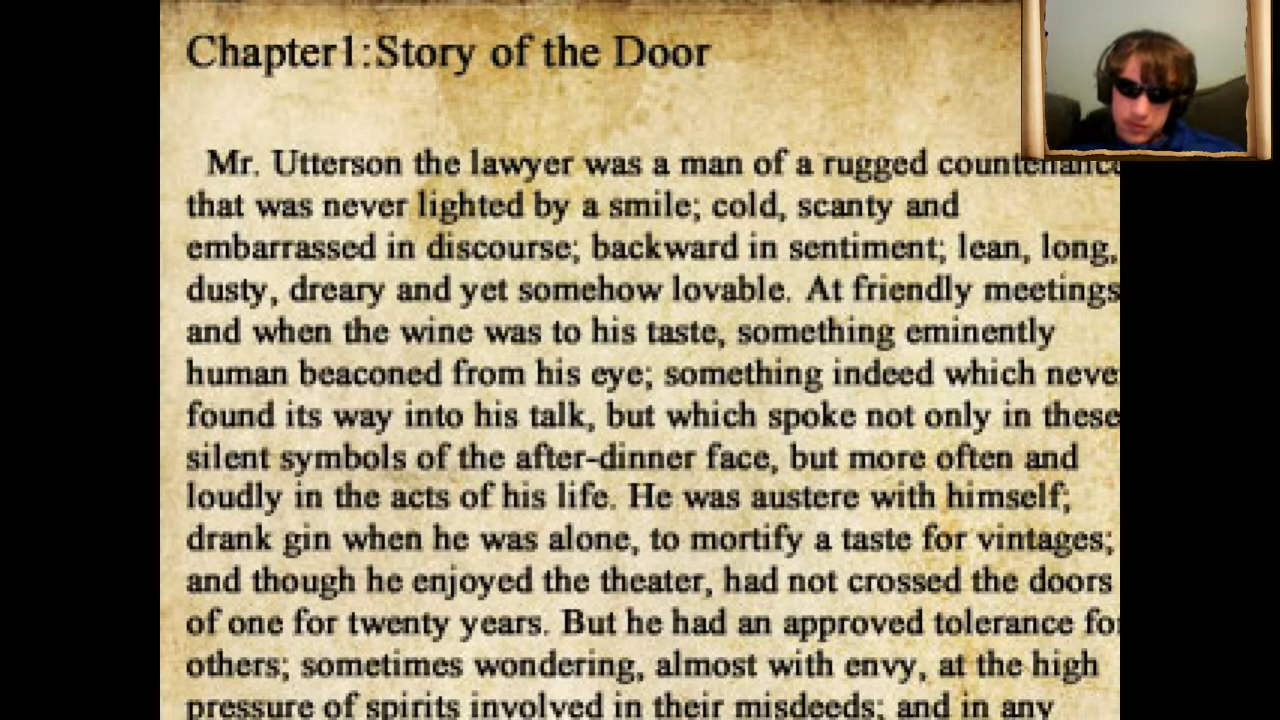 Chapter1:Story of the Door
Mr. Utterson the lawyer was a man of a rugged countenance
that was never lighted by a smile; cold, scanty and
embarrassed in discourse; backward in sentiment; lean, long,
dusty, dreary and yet somehow lovable. At friendly meetings
and when the wine was to his taste, something eminently
human beaconed from his eye; something indeed which neve
found its way into his talk, but which spoke not only in these
silent symbols of the after-dinner face, but more often and
loudly in the acts of his life. He was austere with himself;
drank gin when he was alone, to mortify a taste for vintages;
and though he enjoyed the theater, had not crossed the doors
of one for twenty years. But he had an approved tolerance for
others; sometimes wondering, almost with envy, at the high
pressure of spirits involved in their misdeeds; and in any